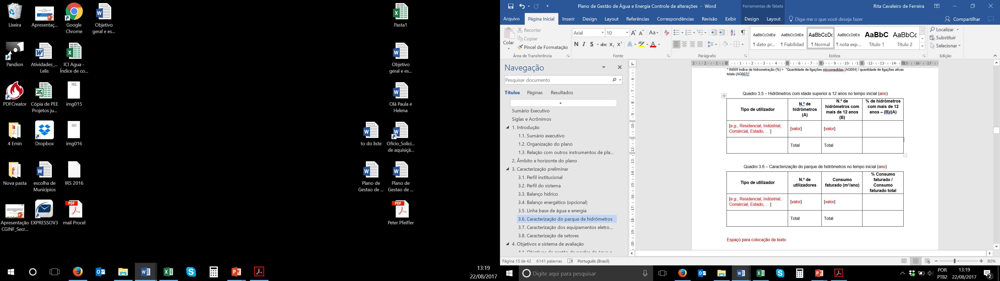 Lixeira
Apresentaç...
Google
Chrome
Objetivo
geral e es...
Pasta1
Pandion
Atividades_...
Lelis
ICI Agua -
Índice de co...
Objetivo
geral e es...
PDFCreator
Cópia de PEE
Projetos ju...
img015
Olá Paula e
Helena
4 Emin
Dropbox
img016
to do liste
Ofício_Solici...
de aquisiçã...
Nova pasta
escolha de
Municipios
IRS 2016
Plano de
Gestao de ...
Plano de
Gestao de ...
Apresentação
CGINF_Secr...
EXPRESSOV3
PDF
mail Procel
PDF
Peter Pfeiffer
13:19
22/08/2017
Plano de Gestão de Água e Energia Controle de alterações - Word
Ferramentas de Tabela
Rita Cavaleiro de Ferreira
Arquivo Página Inicial Inserir Design Layout Referências Correspondências Revisão Exibir Design Layout Diga-me o que você deseja fazer Compartilhar
Colar
Recortar
Copiar
Pincel de Formatação
Área de Transferência
Arial 10
N I S abc X₂ X² A A
Fonte
Parágrafo
AaBbCcDdEe AaBbCcDdEe AaBbCcDc AaBbCcDdEe AaBbC AaBbCc
¶ dato pr... ¶ Fiabilidad ¶ Normal ¶ nota exp... Título 1 Título 2
Estilos
Localizar
Substituir
Selecionar
Edição
Navegação
Pesquisar documento
Títulos Páginas Resultados
Sumário Executivo
Siglas e Acrônimos
1. Introdução
1.1. Sumário executivo
1.2. Organização do plano
1.3. Relação com outros instrumentos de pla...
2. Âmbito e horizonte do plano
3. Caracterização preliminar
3.1. Perfil institucional
3.2. Perfil do sistema
3.3. Balanço hídrico
3.4. Balanço energético (opcional)
3.5. Linha base de água e energia
3.6. Caracterização do parque de hidrômetros
3.7. Caracterização dos equipamentos eletro...
3.8. Caracterização de setores
4. Objetivos e sistema de avaliação
* IN009 Indice de hidrometração (%) = "Quantidade de ligações micromedidas (AG004) / quantidade de ligações ativas
totais (AG002)"
Quadro 3.5 – Hidrômetros com idade superior a 12 anos no tempo inicial (ano)
Tipo de utilizador
N.º de
hidrômetros
(A)
N.º de
hidrômetros com
mais de 12 anos
(B)
% de hidrômetros
com mais de 12
anos – (B)/(A)
[e.g., Residencial, Indústrial,
Comércial, Estado, ... ]
[valor]
[valor]
Total
Total
Quadro 3.6 – Caracterização do parque de hidrômetros no tempo inicial (ano)
Tipo de utilizador
N.º de
utilizadores
Consumo
faturado (m³/ano)
% Consumo
faturado /
Consumo
faturado total
[e.g., Residencial, Indústrial,
Comércial, Estado, ... ]
[valor]
[valor]
Total
Total
Espaço para colocação de texto
Página 15 de 42 6141 palavras Português (Brasil) 80%
Digite aqui para pesquisar
POR
PTB2
13:19
22/08/2017
2